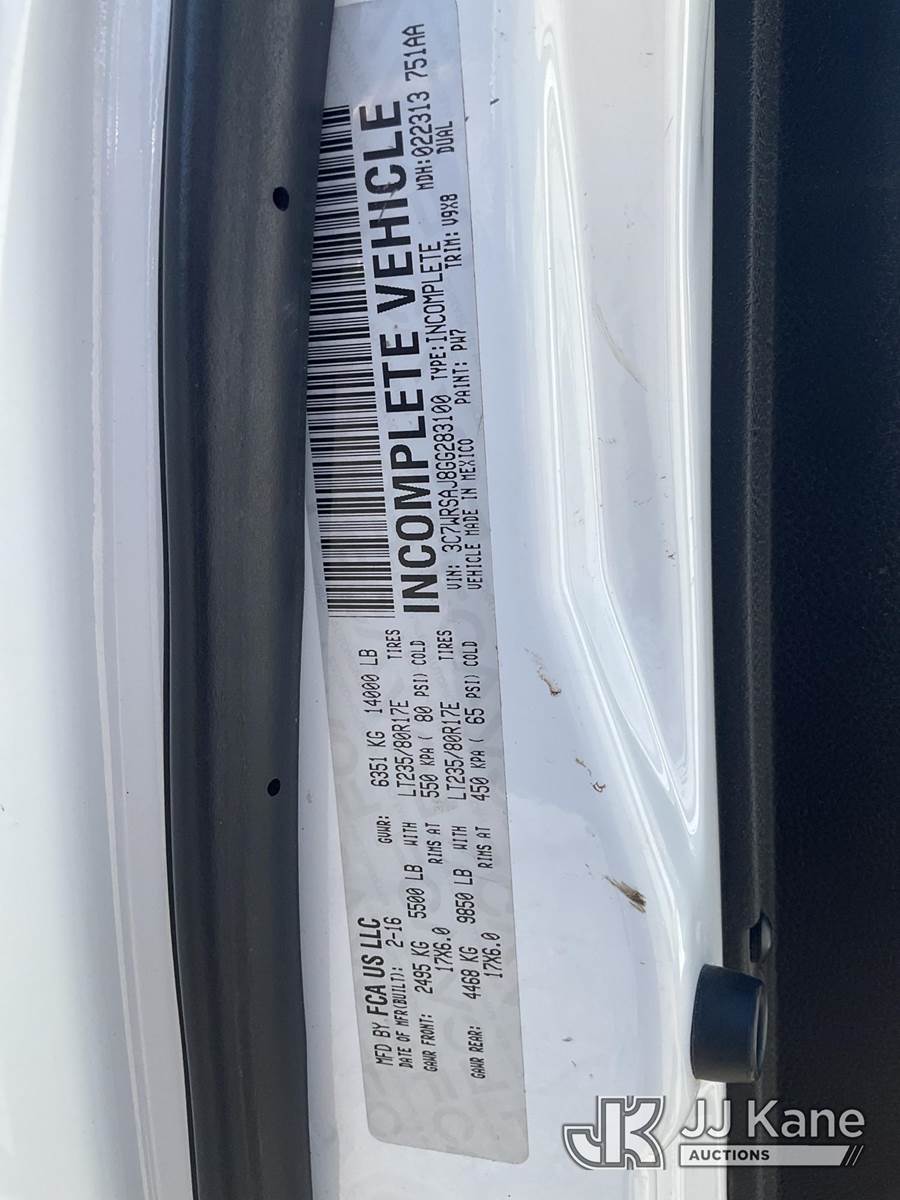 MFD BY FCA US LLC
DATE OF MFR(BUILT): 2-16
GVWR: 6351 KG 14000 LB
GAWR FRONT: 2495 KG 5500 LB WITH LT235/80R17E TIRES
17X6.0 RIMS AT 550 KPA ( 80 PSI) COLD
GAWR REAR: 4468 KG 9850 LB WITH LT235/80R17E TIRES
17X6.0 RIMS AT 450 KPA ( 65 PSI) COLD
INCOMPLETE VEHICLE
VIN: 3C7WRSAJ8GG283100 TYPE: INCOMPLETE MDH: 022313 751AA
DUAL
VEHICLE MADE IN MEXICO PAINT: PW7 TRIM: V9X8
JK JJ Kane
AUCTIONS